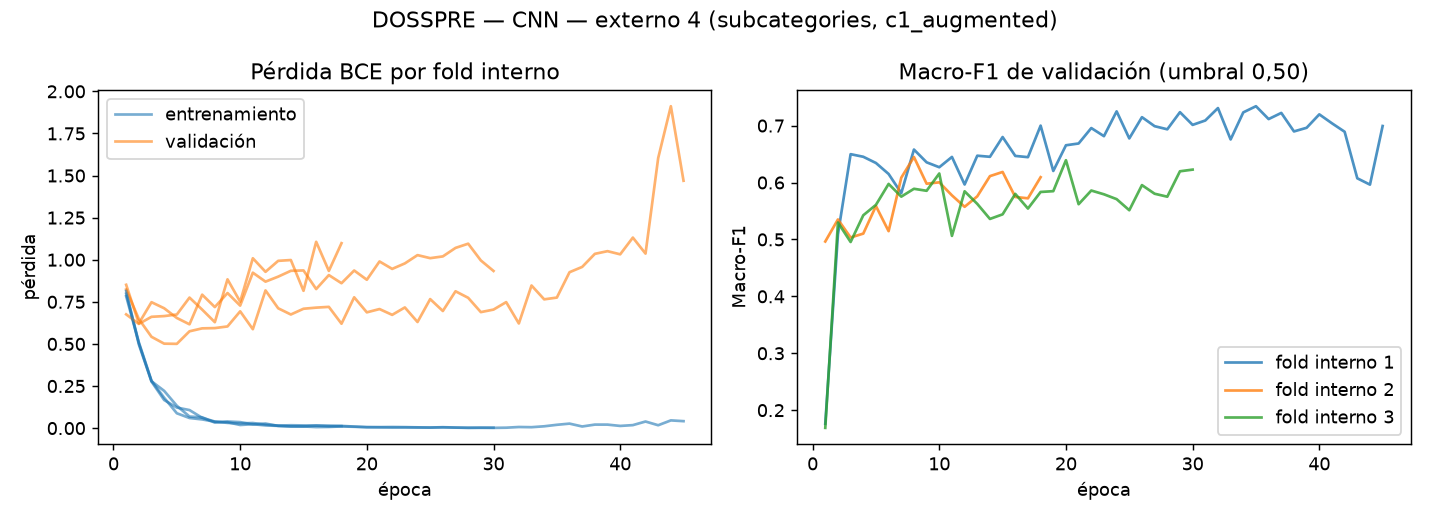 DOSSPRE — CNN — externo 4 (subcategories, c1_augmented)
Pérdida BCE por fold interno
pérdida
2.00
1.75
1.50
1.25
1.00
0.75
0.50
0.25
0.00
entrenamiento
validación
0
10
20
30
40
época
Macro-F1 de validación (umbral 0,50)
Macro-F1
0.7
0.6
0.5
0.4
0.3
0.2
fold interno 1
fold interno 2
fold interno 3
0
10
20
30
40
época